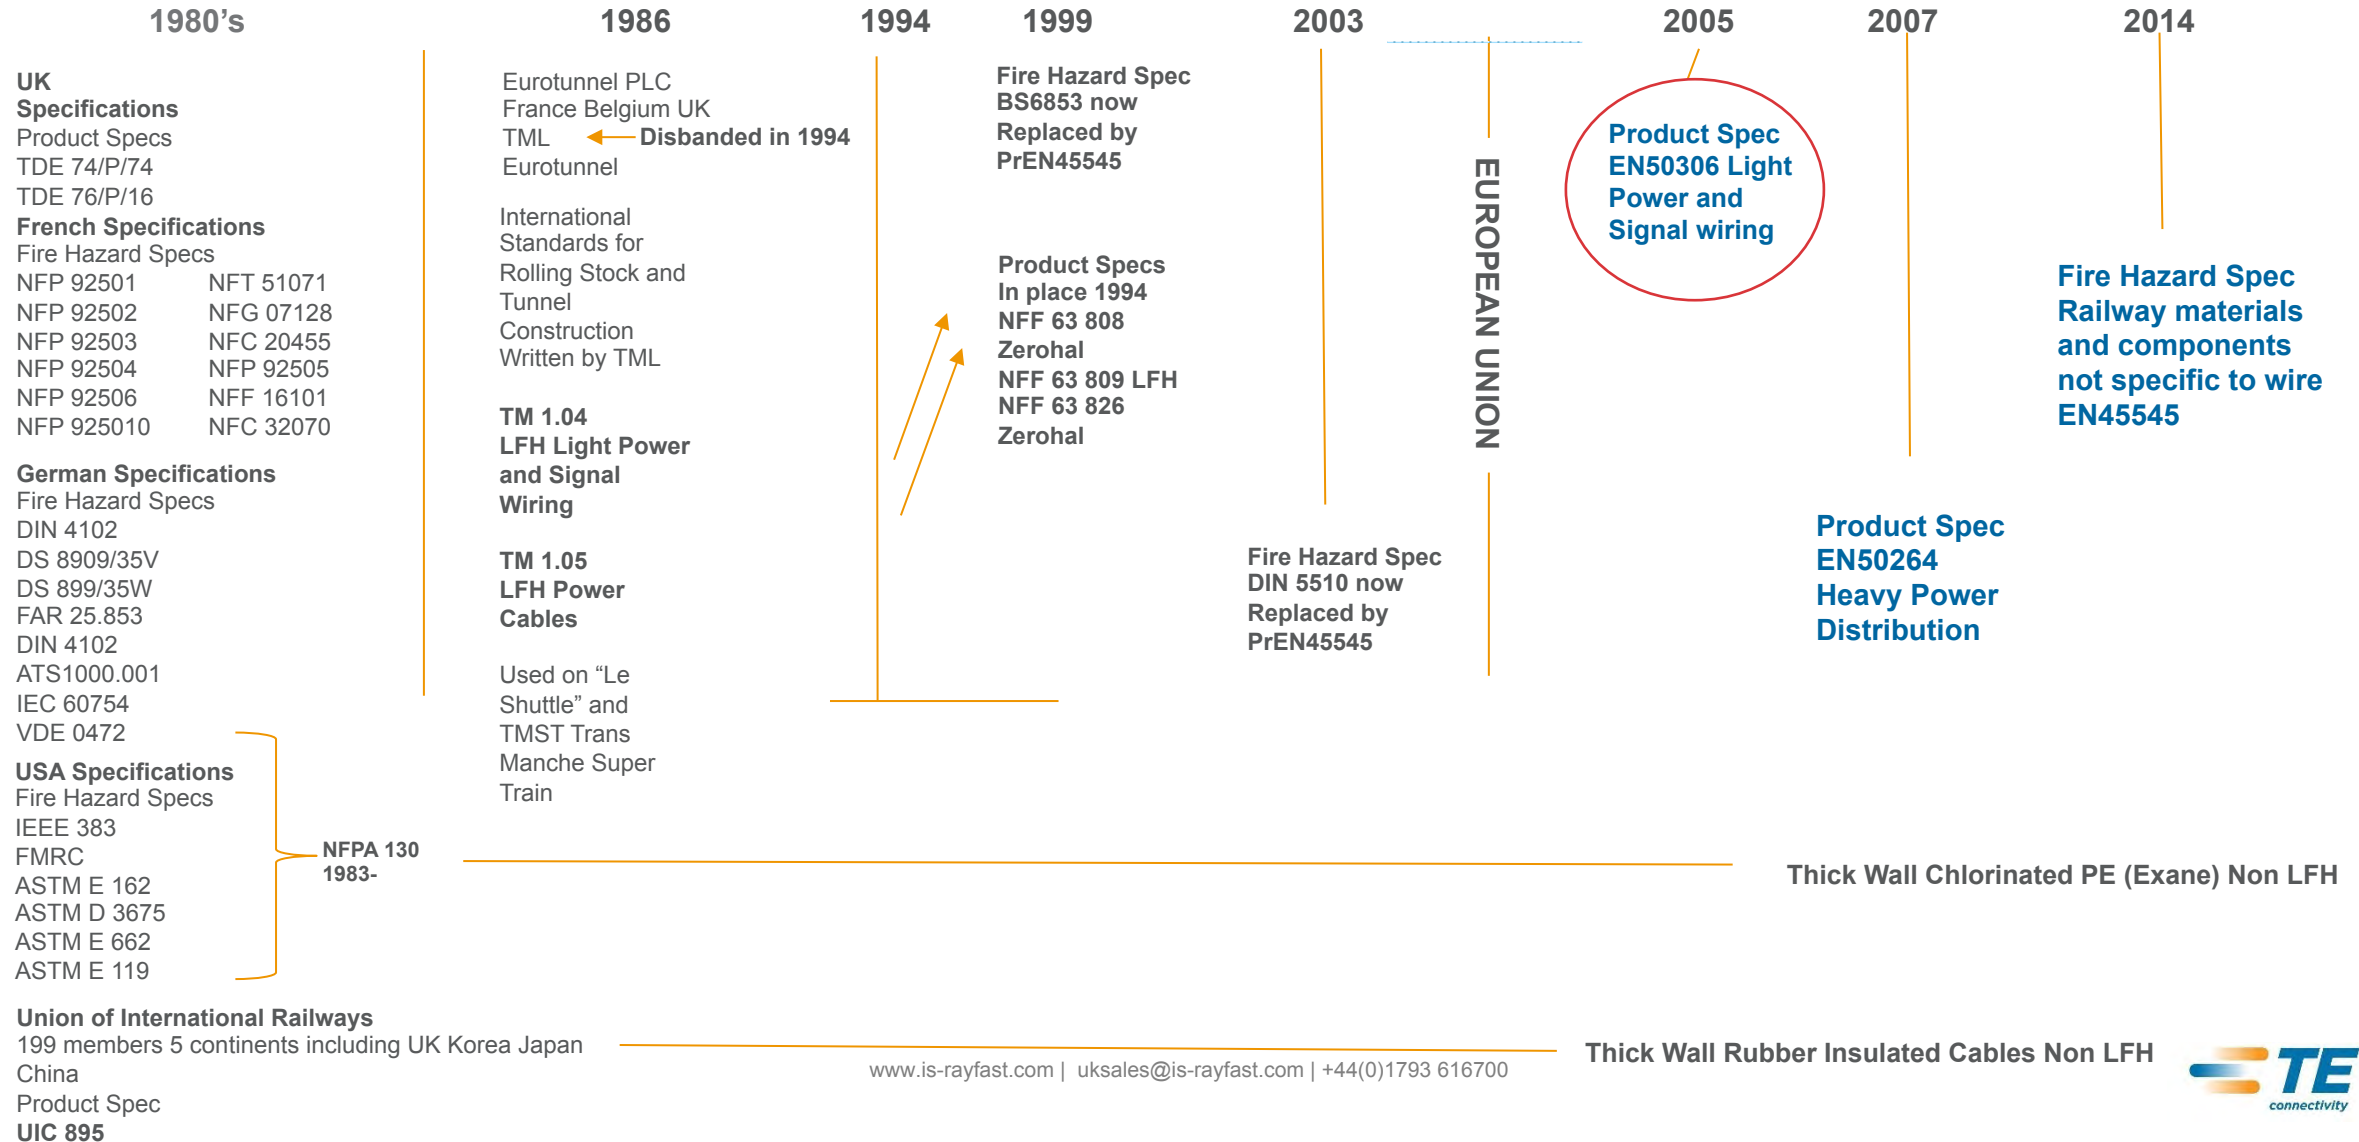 1980's
1986
1994
1999
2003
2005
2007
2014
UK
Specifications
Product Specs
TDE 74/P/74
TDE 76/P/16
French Specifications
Fire Hazard Specs
NFP 92501 NFT 51071
NFP 92502 NFG 07128
NFP 92503 NFC 20455
NFP 92504 NFP 92505
NFP 92506 NFF 16101
NFP 925010 NFC 32070
German Specifications
Fire Hazard Specs
DIN 4102
DS 8909/35V
DS 899/35W
FAR 25.853
DIN 4102
ATS1000.001
IEC 60754
VDE 0472
USA Specifications
Fire Hazard Specs
IEEE 383
FMRC
ASTM E 162
ASTM D 3675
ASTM E 662
ASTM E 119
NFPA 130
1983-
Union of International Railways
199 members 5 continents including UK Korea Japan
China
Product Spec
UIC 895
Eurotunnel PLC
France Belgium UK
TML
Disbanded in 1994
Eurotunnel
International
Standards for
Rolling Stock and
Tunnel
Construction
Written by TML
TM 1.04
LFH Light Power
and Signal
Wiring
TM 1.05
LFH Power
Cables
Used on “Le
Shuttle” and
TMST Trans
Manche Super
Train
Fire Hazard Spec
BS6853 now
Replaced by
PrEN45545
Product Specs
In place 1994
NFF 63 808
Zerohal
NFF 63 809 LFH
NFF 63 826
Zerohal
Fire Hazard Spec
DIN 5510 now
Replaced by
PrEN45545
EUROPEAN UNION
Product Spec
EN50306 Light
Power and
Signal wiring
Product Spec
EN50264
Heavy Power
Distribution
Fire Hazard Spec
Railway materials
and components
not specific to wire
EN45545
Thick Wall Chlorinated PE (Exane) Non LFH
Thick Wall Rubber Insulated Cables Non LFH
www.is-rayfast.com | uksales@is-rayfast.com | +44(0)1793 616700
TE
connectivity